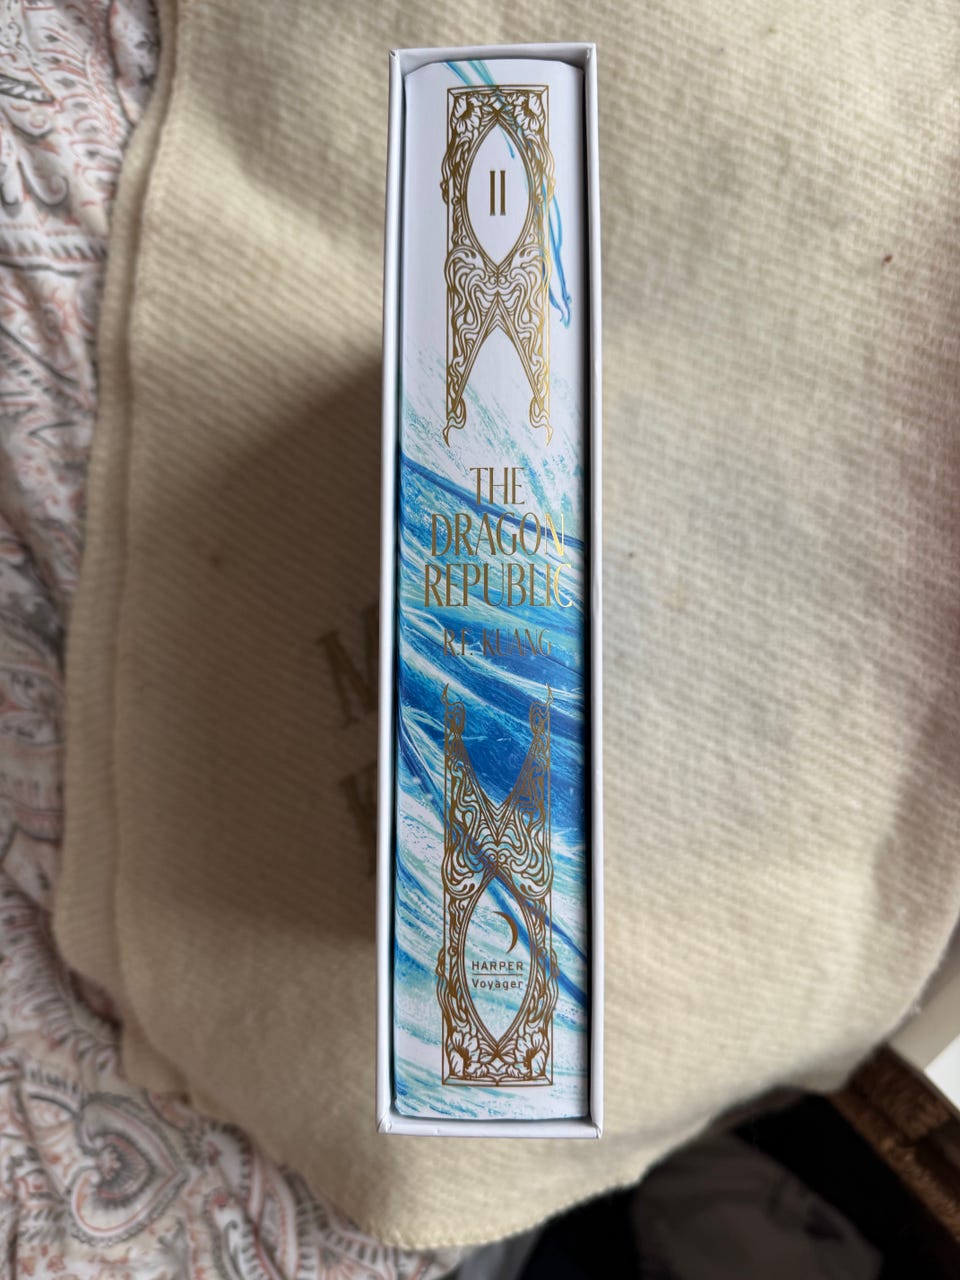 II
THE
DRAGON
REPUBLIC
R.F. KUANG
HARPER
Voyager